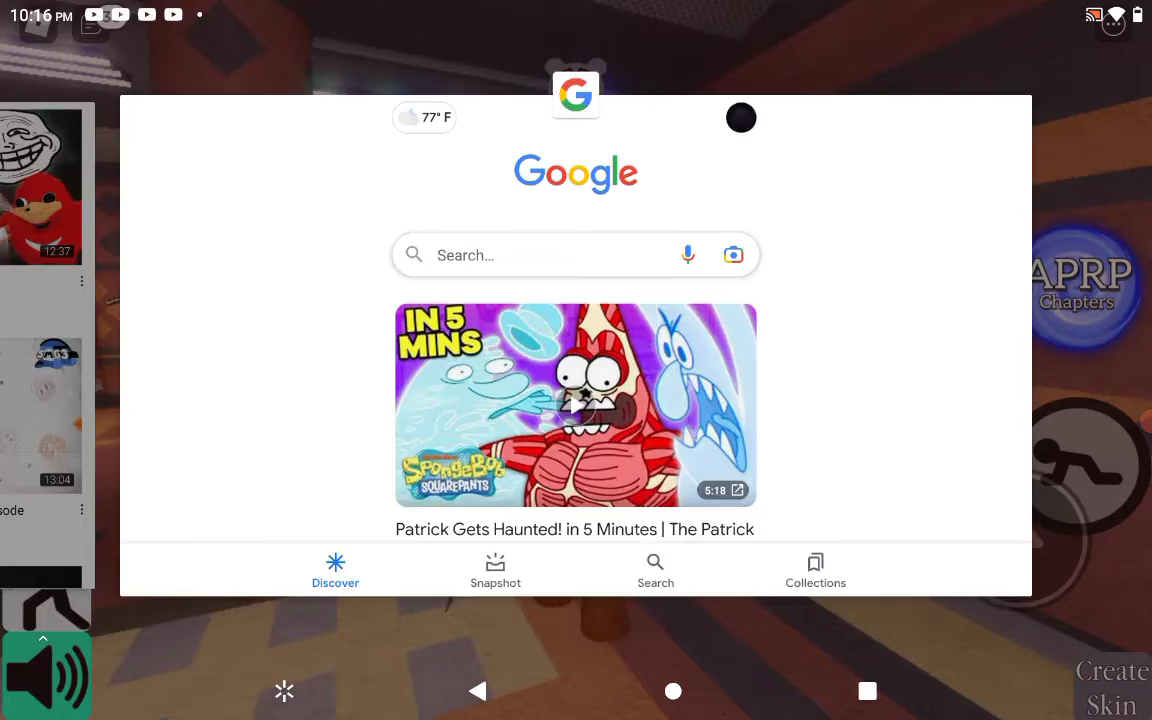 10:16 PM
77° F
G
Google
Search...
12:37
IN 5
MINS
APRP
Chapters
SM63
SPONGEBOB
SQUAREPANTS
5:18
13:04
sode
Patrick Gets Haunted! in 5 Minutes | The Patrick
Discover
Snapshot
Search
Collections
Create
Skin